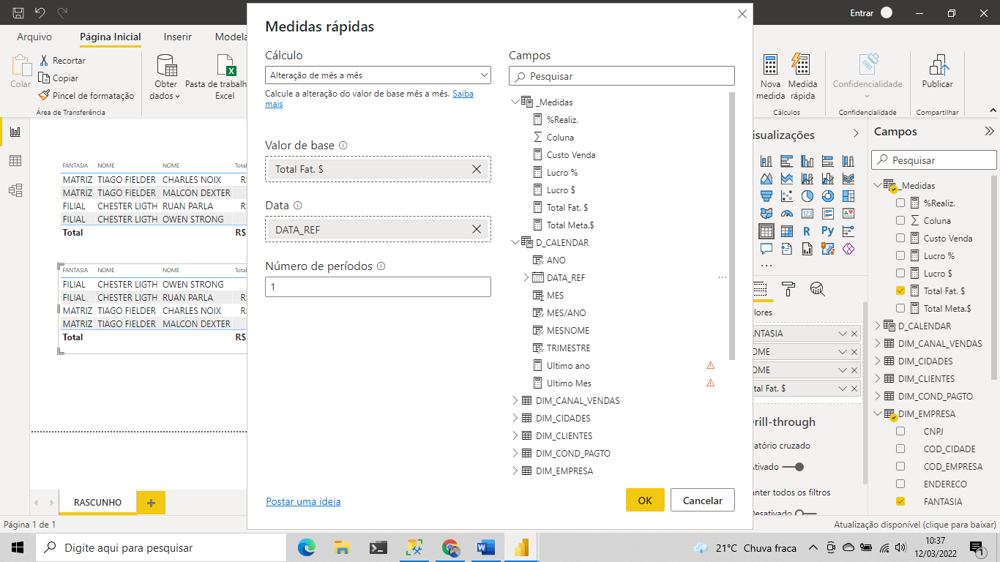 Entrar
Arquivo
Página Inicial
Inserir
Modela
Colar
Recortar
Copiar
Pincel de formatação
Área de Transferência
Obter
dados
Pasta de trabalh
Excel
Medidas rápidas
Cálculo
Alteração de mês a mês
Calcule a alteração do valor de base mês a mês. Saiba
mais
Valor de base
Total Fat. $
Data
DATA_REF
Número de períodos
1
Postar uma ideia
Campos
Pesquisar
_Medidas
%Realiz.
Coluna
Custo Venda
Lucro %
Lucro $
Total Fat. $
Total Meta.$
D_CALENDAR
ANO
DATA_REF
MES
MES/ANO
MESNOME
TRIMESTRE
Ultimo ano
Ultimo Mes
DIM_CANAL_VENDAS
DIM_CIDADES
DIM_CLIENTES
DIM_COND_PAGTO
DIM_EMPRESA
OK
Cancelar
Nova
medida
Medida
rápida
Cálculos
Confidencialidade
Confidencialidade
Publicar
Compartilhar
FANTASIA NOME NOME Total
MATRIZ TIAGO FIELDER CHARLES NOIX R$
MATRIZ TIAGO FIELDER MALCON DEXTER
FILIAL CHESTER LIGTH RUAN PARLA R$
FILIAL CHESTER LIGTH OWEN STRONG
Total R$
FANTASIA NOME NOME Total
FILIAL CHESTER LIGTH OWEN STRONG
FILIAL CHESTER LIGTH RUAN PARLA R$
MATRIZ TIAGO FIELDER CHARLES NOIX R$
MATRIZ TIAGO FIELDER MALCON DEXTER
Total R$
isualizações
123
R
Py
lores
ANTASIA
OME
OME
tal Fat. $
rill-through
latório cruzado
tivado
anter todos os filtros
Desativado
Campos
Pesquisar
_Medidas
%Realiz.
Coluna
Custo Venda
Lucro %
Lucro $
Total Fat. $
Total Meta.$
D_CALENDAR
DIM_CANAL_VENDAS
DIM_CIDADES
DIM_CLIENTES
DIM_COND_PAGTO
DIM_EMPRESA
CNPJ
COD_CIDADE
COD_EMPRESA
ENDERECO
FANTASIA
RASCUNHO
Página 1 de 1
Atualização disponível (clique para baixar)
Digite aqui para pesquisar
21°C Chuva fraca
10:37
12/03/2022
1